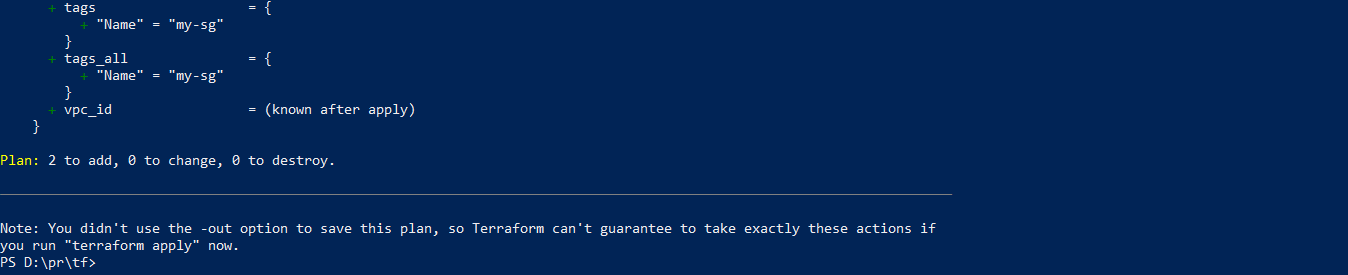 + tags                   = {
    + "Name" = "my-sg"
  }
+ tags_all               = {
    + "Name" = "my-sg"
  }
+ vpc_id                 = (known after apply)
}
Plan: 2 to add, 0 to change, 0 to destroy.
Note: You didn't use the -out option to save this plan, so Terraform can't guarantee to take exactly these actions if
you run "terraform apply" now.
PS D:\pr\tf>